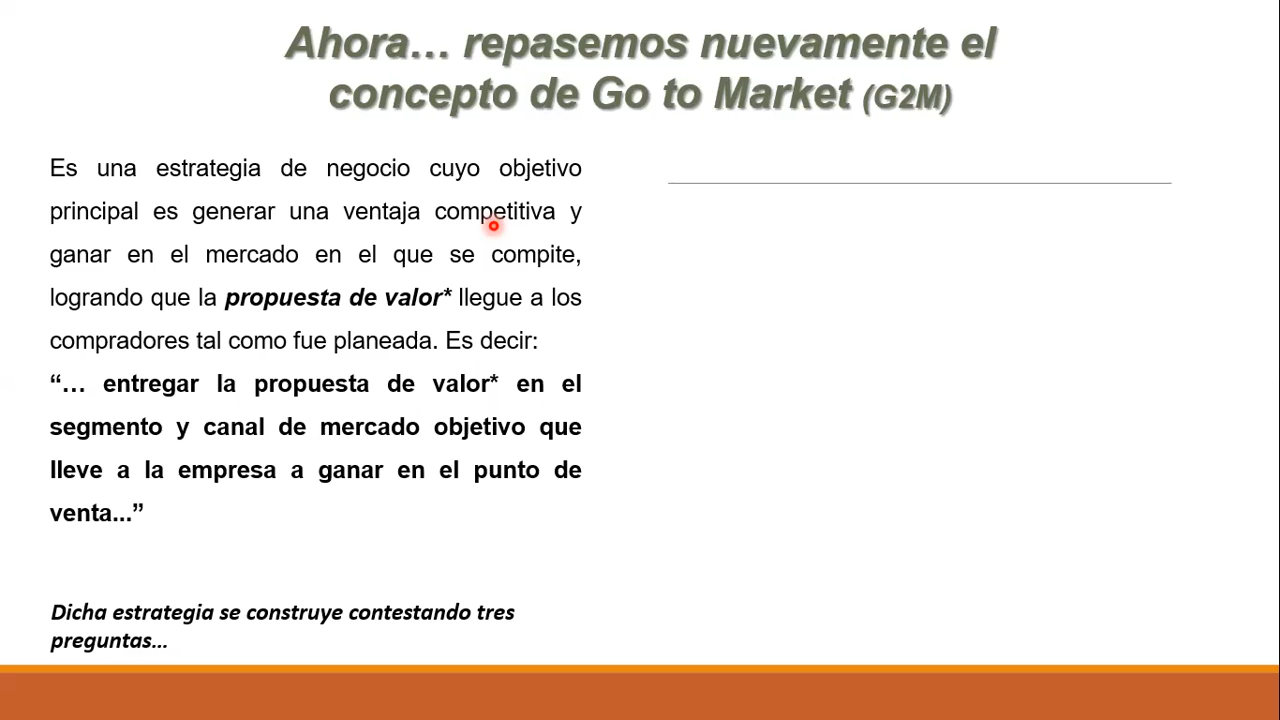 Ahora… repasemos nuevamente el
concepto de Go to Market (G2M)
Es una estrategia de negocio cuyo objetivo
principal es generar una ventaja competitiva y
ganar en el mercado en el que se compite,
logrando que la propuesta de valor* llegue a los
compradores tal como fue planeada. Es decir:
“… entregar la propuesta de valor* en el
segmento y canal de mercado objetivo que
lleve a la empresa a ganar en el punto de
venta...”
Dicha estrategia se construye contestando tres
preguntas…